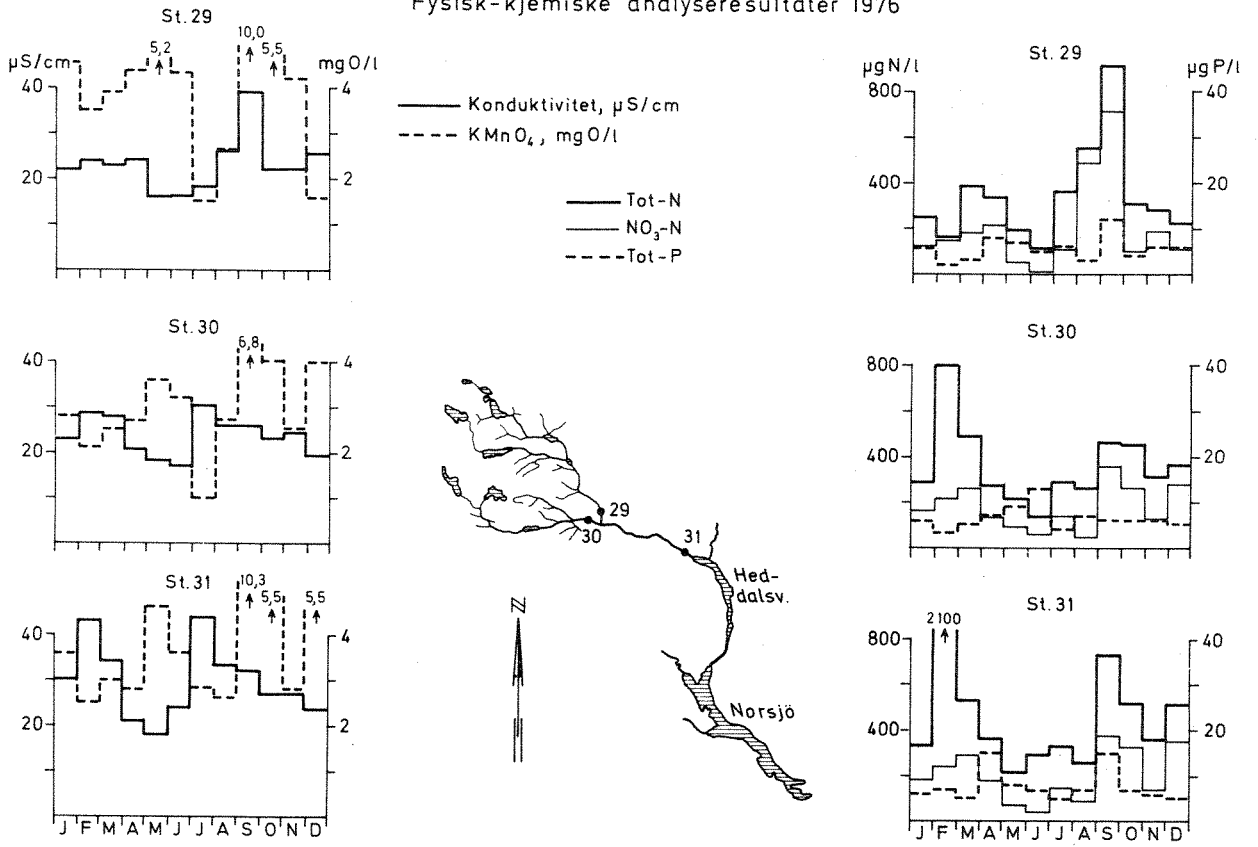 Fysisk-kjemiske analyseresultater 1976
St. 29
10,0
5,2
5,5
µS/cm
mg O/l
40
4
20
2
Konduktivitet, µS/cm
KMnO₄, mg O/l
Tot-N
NO₃-N
Tot-P
St. 29
µg N/l
µg P/l
800
40
400
20
St. 30
6,8
40
4
20
2
St. 30
800
40
400
20
29
30
31
Hed-
dalsv.
Norsjö
N
St. 31
10,3
5,5
5,5
40
4
20
2
J F M A M J J A S O N D
St. 31
2100
800
40
400
20
J F M A M J J A S O N D